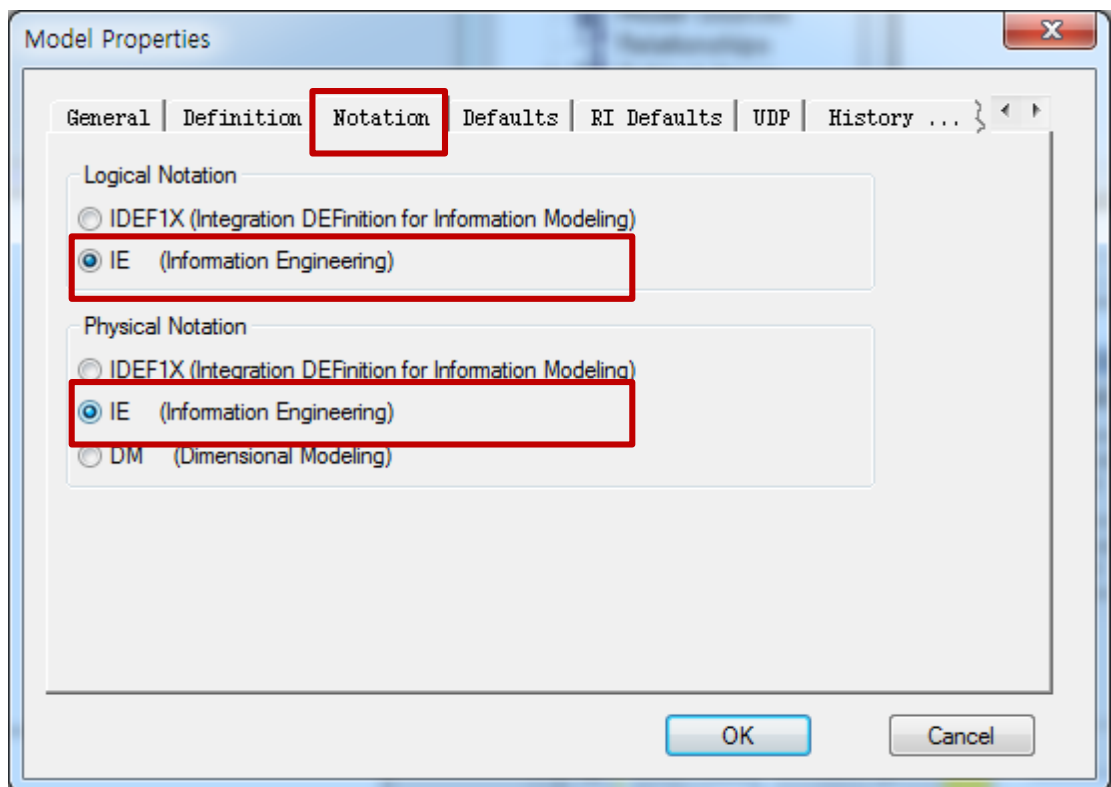 Model Properties
General Definition Notation Defaults RI Defaults UDP History ...
Logical Notation
IDEF1X (Integration DEFinition for Information Modeling)
IE (Information Engineering)
Physical Notation
IDEF1X (Integration DEFinition for Information Modeling)
IE (Information Engineering)
DM (Dimensional Modeling)
OK Cancel